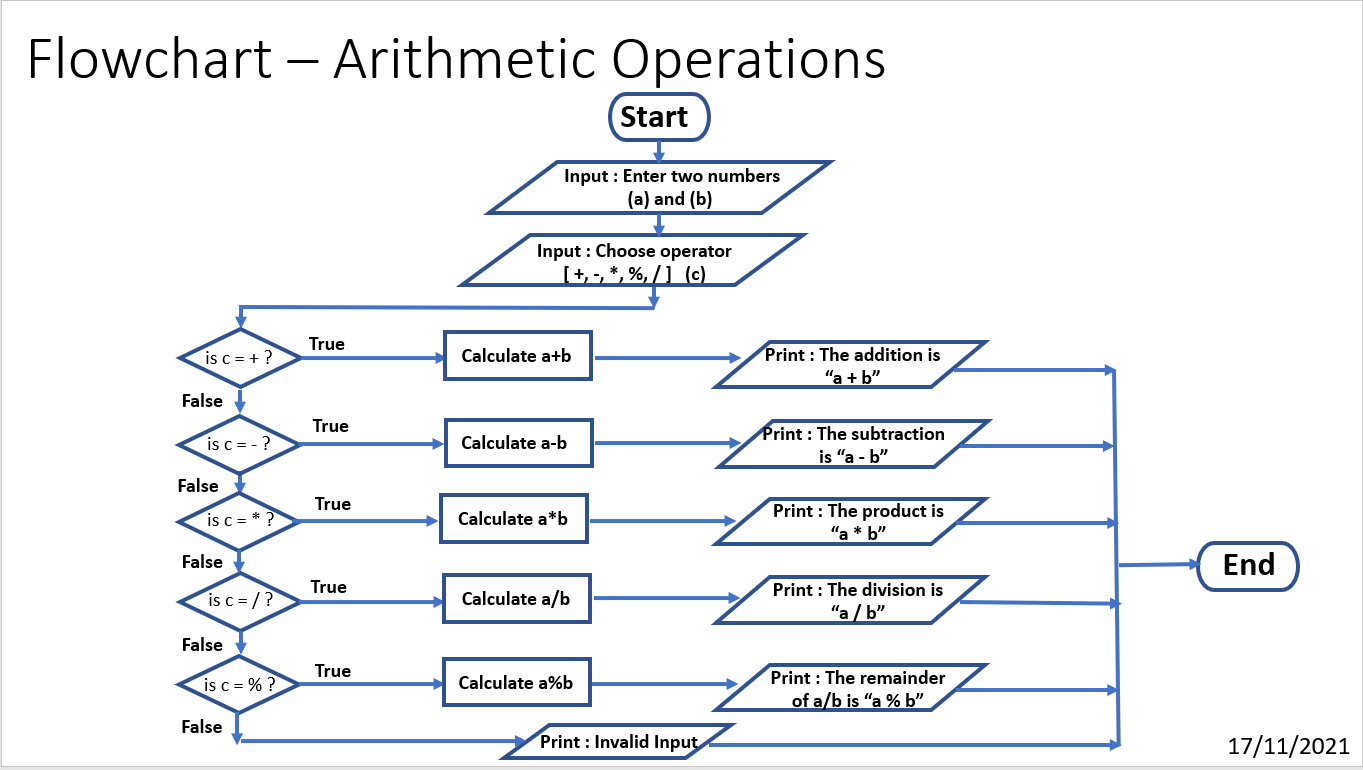 Flowchart – Arithmetic Operations
Start
Input : Enter two numbers
(a) and (b)
Input : Choose operator
[ +, -, *, %, / ] (c)
is c = + ?
True
Calculate a+b
Print : The addition is
“a + b”
False
is c = - ?
True
Calculate a-b
Print : The subtraction
is “a - b”
False
is c = * ?
True
Calculate a*b
Print : The product is
“a * b”
False
is c = / ?
True
Calculate a/b
Print : The division is
“a / b”
False
is c = % ?
True
Calculate a%b
Print : The remainder
of a/b is “a % b”
False
Print : Invalid Input
End
17/11/2021